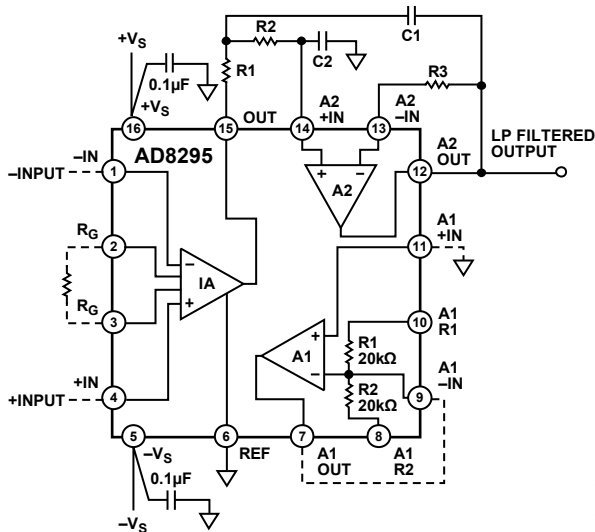 C1
R2
C2
+VS
0.1µF
+VS
R1
R3
OUT
A2
+IN
A2
–IN
16
15
14
13
AD8295
A2
OUT
LP FILTERED
OUTPUT
–IN
–INPUT
1
+
–
A2
12
A1
+IN
RG
2
11
–
IA
+
RG
3
+
A1
–
R1
20kΩ
10
A1
R1
R2
20kΩ
A1
–IN
+IN
+INPUT
4
9
5
6
7
8
–VS
REF
A1
OUT
A1
R2
0.1µF
–VS